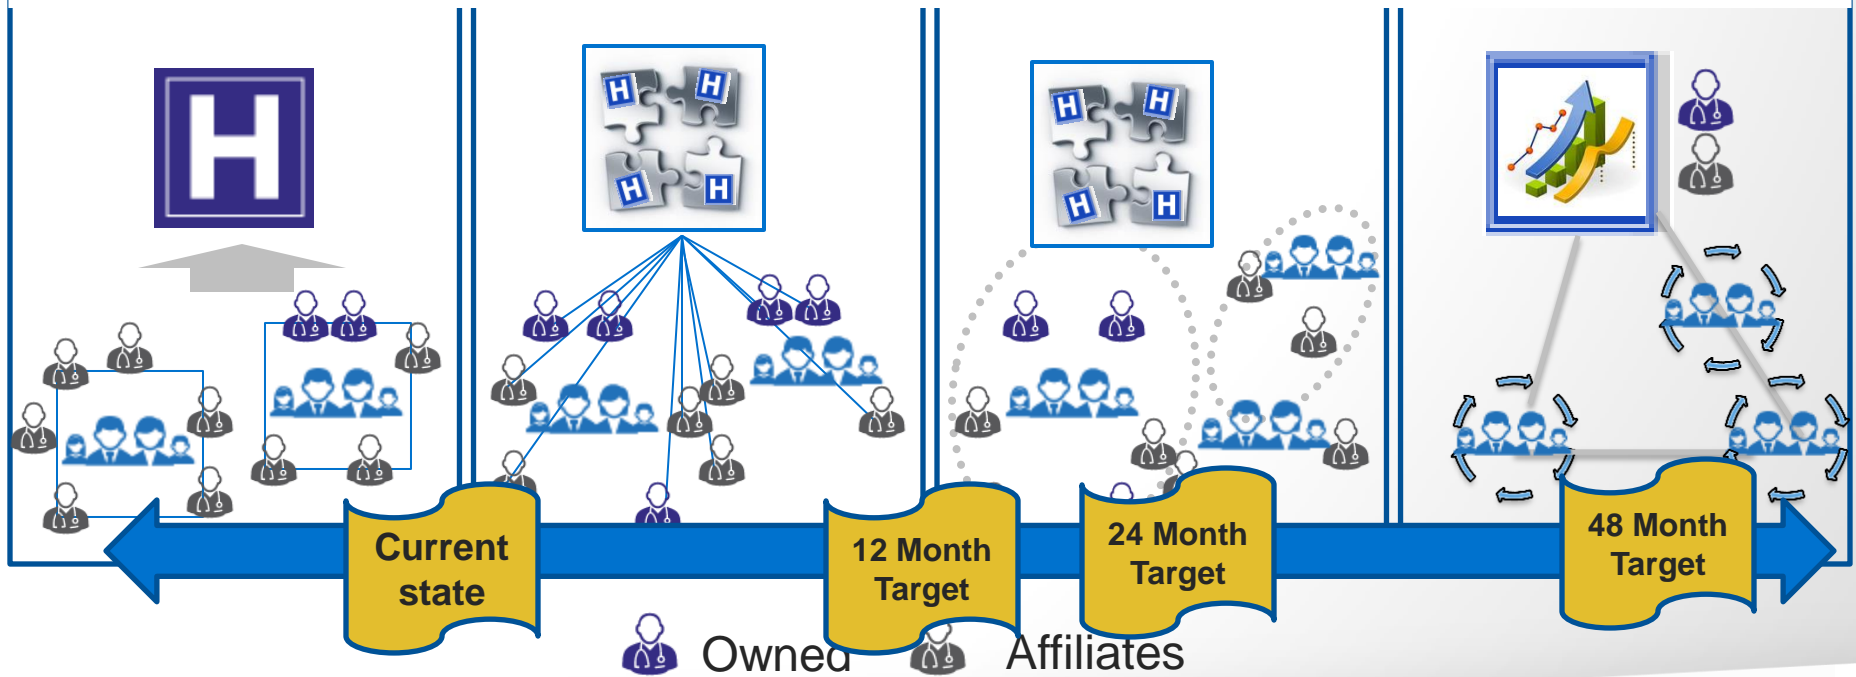 H
H
H
H
H
H
H
H
H
Current
state
12 Month
Target
24 Month
Target
48 Month
Target
Owned
Affiliates